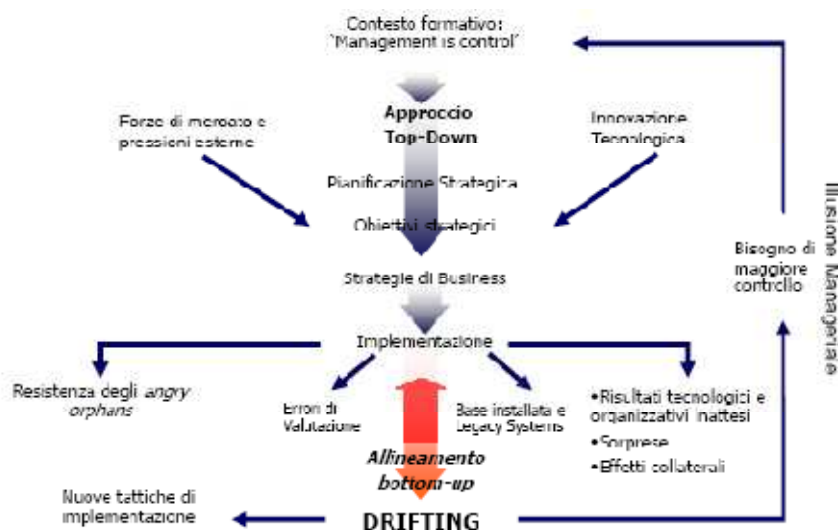 Contesto formativo:
'Management is control'
Approccio
Top-Down
Forze di mercato e
pressioni esterne
Innovazione
Tecnologica
Pianificazione Strategica
Obiettivi strategici
Strategie di Business
Bisogno di
maggiore
controllo
Illusione Manageriale
Implementazione
Resistenza degli angry
orphans
Errori di
Valutazione
Base installata e
Legacy Systems
•Risultati tecnologici e
organizzativi inattesi
•Sorprese
•Effetti collaterali
Allineamento
bottom-up
Nuove tattiche di
implementazione
DRIFTING